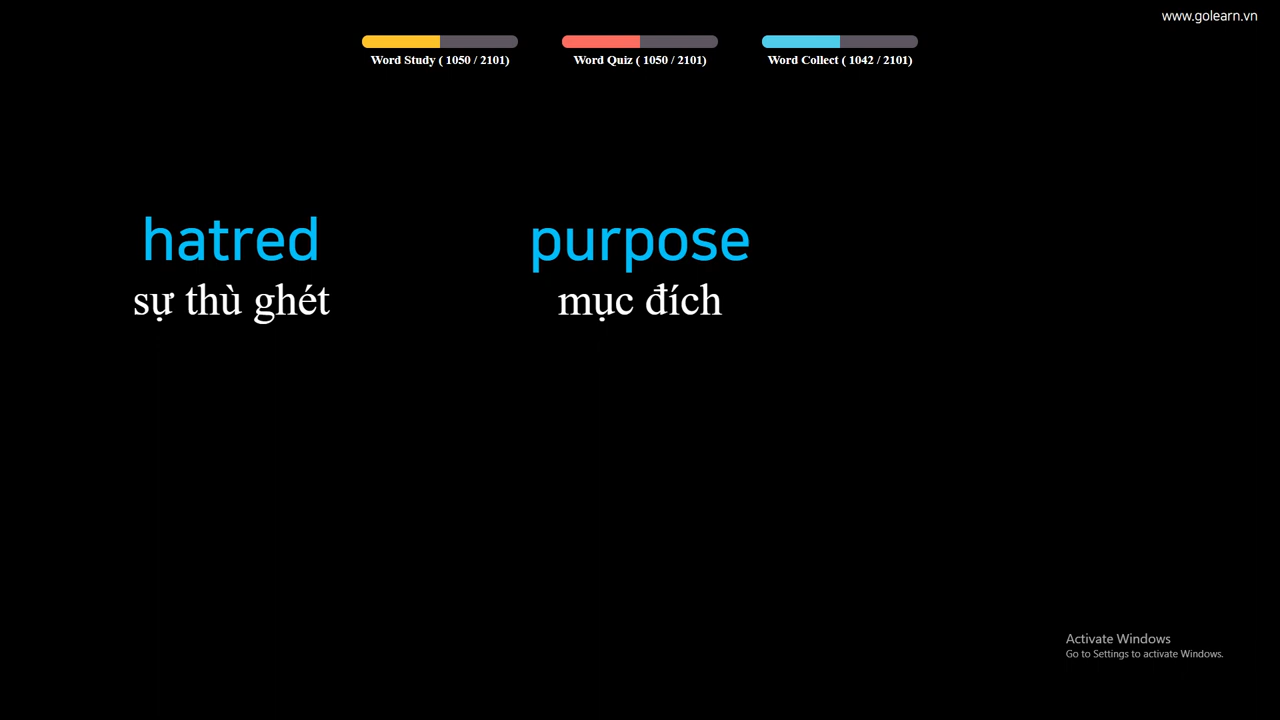 www.golearn.vn
Word Study ( 1050 / 2101)
Word Quiz ( 1050 / 2101)
Word Collect ( 1042 / 2101)
hatred
sự thù ghét
purpose
mục đích
Activate Windows
Go to Settings to activate Windows.